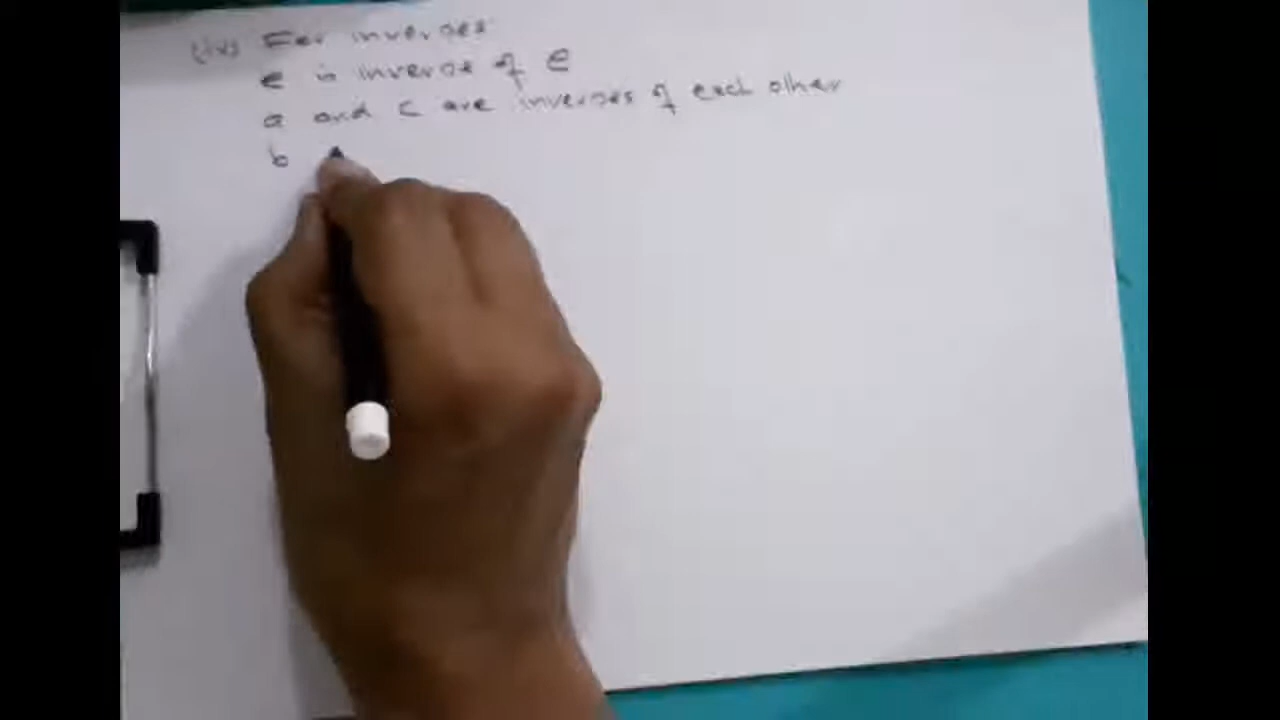 (iv) For inverses
e is inverse of e
a and c are inverses of each other
b